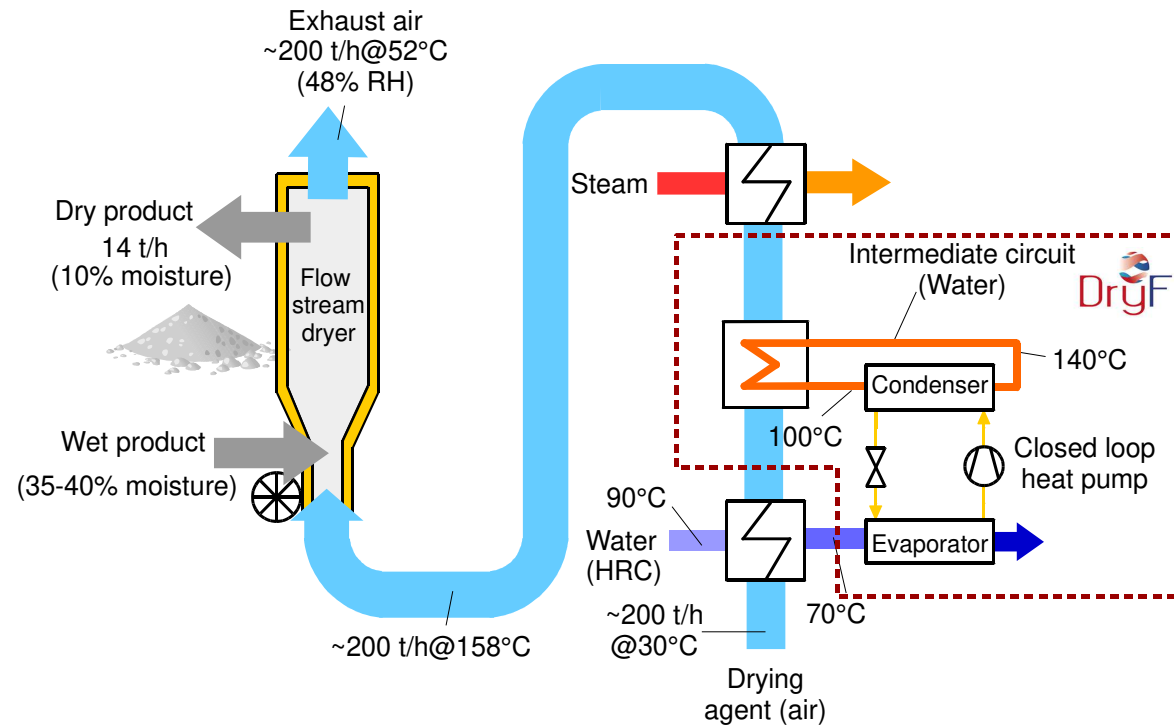 Exhaust air
~200 t/h@52°C
(48% RH)
Steam
Dry product
14 t/h
(10% moisture)
Flow
stream
dryer
Intermediate circuit
(Water)
DryF
140°C
Condenser
100°C
Wet product
(35-40% moisture)
Closed loop
heat pump
90°C
Water
(HRC)
Evaporator
70°C
~200 t/h@158°C
~200 t/h
@30°C
Drying
agent (air)